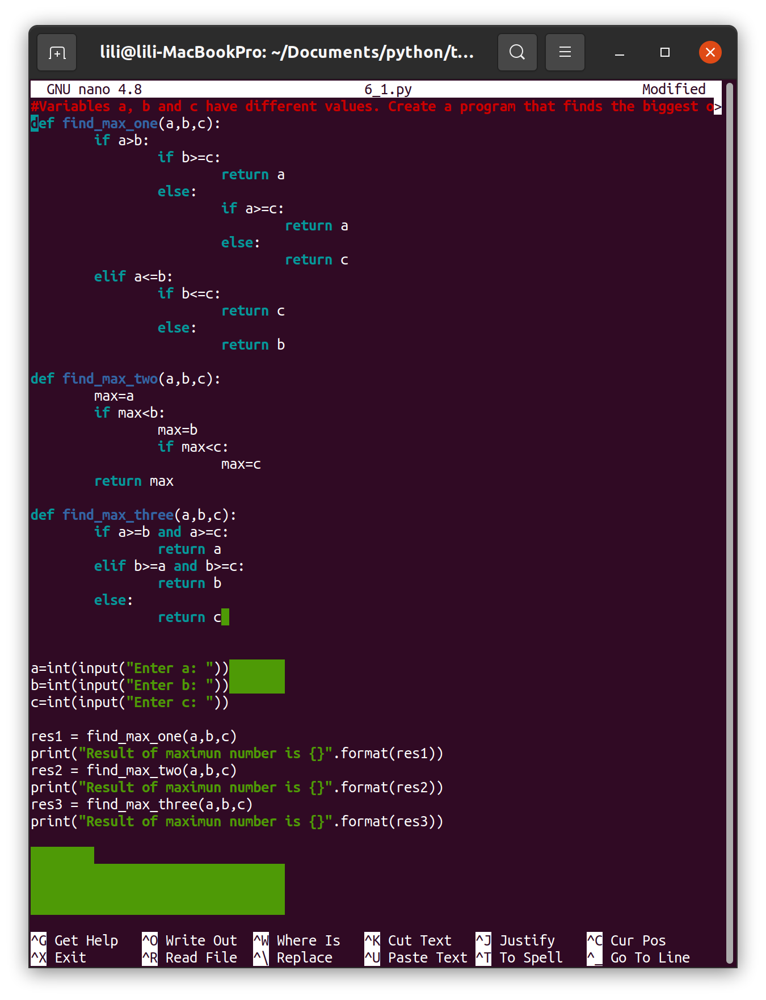 lili@lili-MacBookPro: ~/Documents/python/t...
GNU nano 4.8 6_1.py Modified
#Variables a, b and c have different values. Create a program that finds the biggest o>
def find_max_one(a,b,c):
        if a>b:
                if b>=c:
                        return a
                else:
                        if a>=c:
                                return a
                        else:
                                return c
        elif a<=b:
                if b<=c:
                        return c
                else:
                        return b
def find_max_two(a,b,c):
        max=a
        if max<b:
                max=b
                if max<c:
                        max=c
        return max
def find_max_three(a,b,c):
        if a>=b and a>=c:
                return a
        elif b>=a and b>=c:
                return b
        else:
                return c
a=int(input("Enter a: "))
b=int(input("Enter b: "))
c=int(input("Enter c: "))
res1 = find_max_one(a,b,c)
print("Result of maximun number is {}".format(res1))
res2 = find_max_two(a,b,c)
print("Result of maximun number is {}".format(res2))
res3 = find_max_three(a,b,c)
print("Result of maximun number is {}".format(res3))
^G Get Help ^O Write Out ^W Where Is ^K Cut Text ^J Justify ^C Cur Pos
^X Exit ^R Read File ^\ Replace ^U Paste Text ^T To Spell ^_ Go To Line